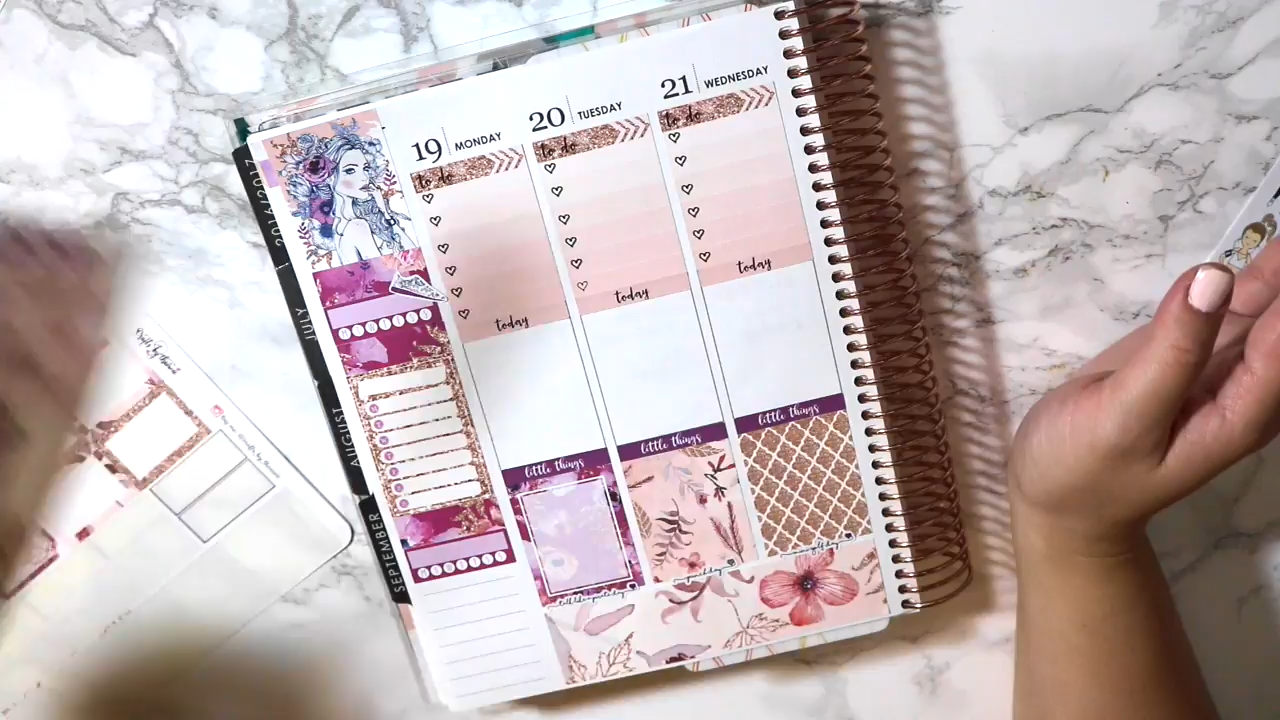 19 MONDAY
20 TUESDAY
21 WEDNESDAY
to do
to do
to do
today
today
today
little things
little things
little things
2016/2017
JULY
AUGUST
SEPTEMBER